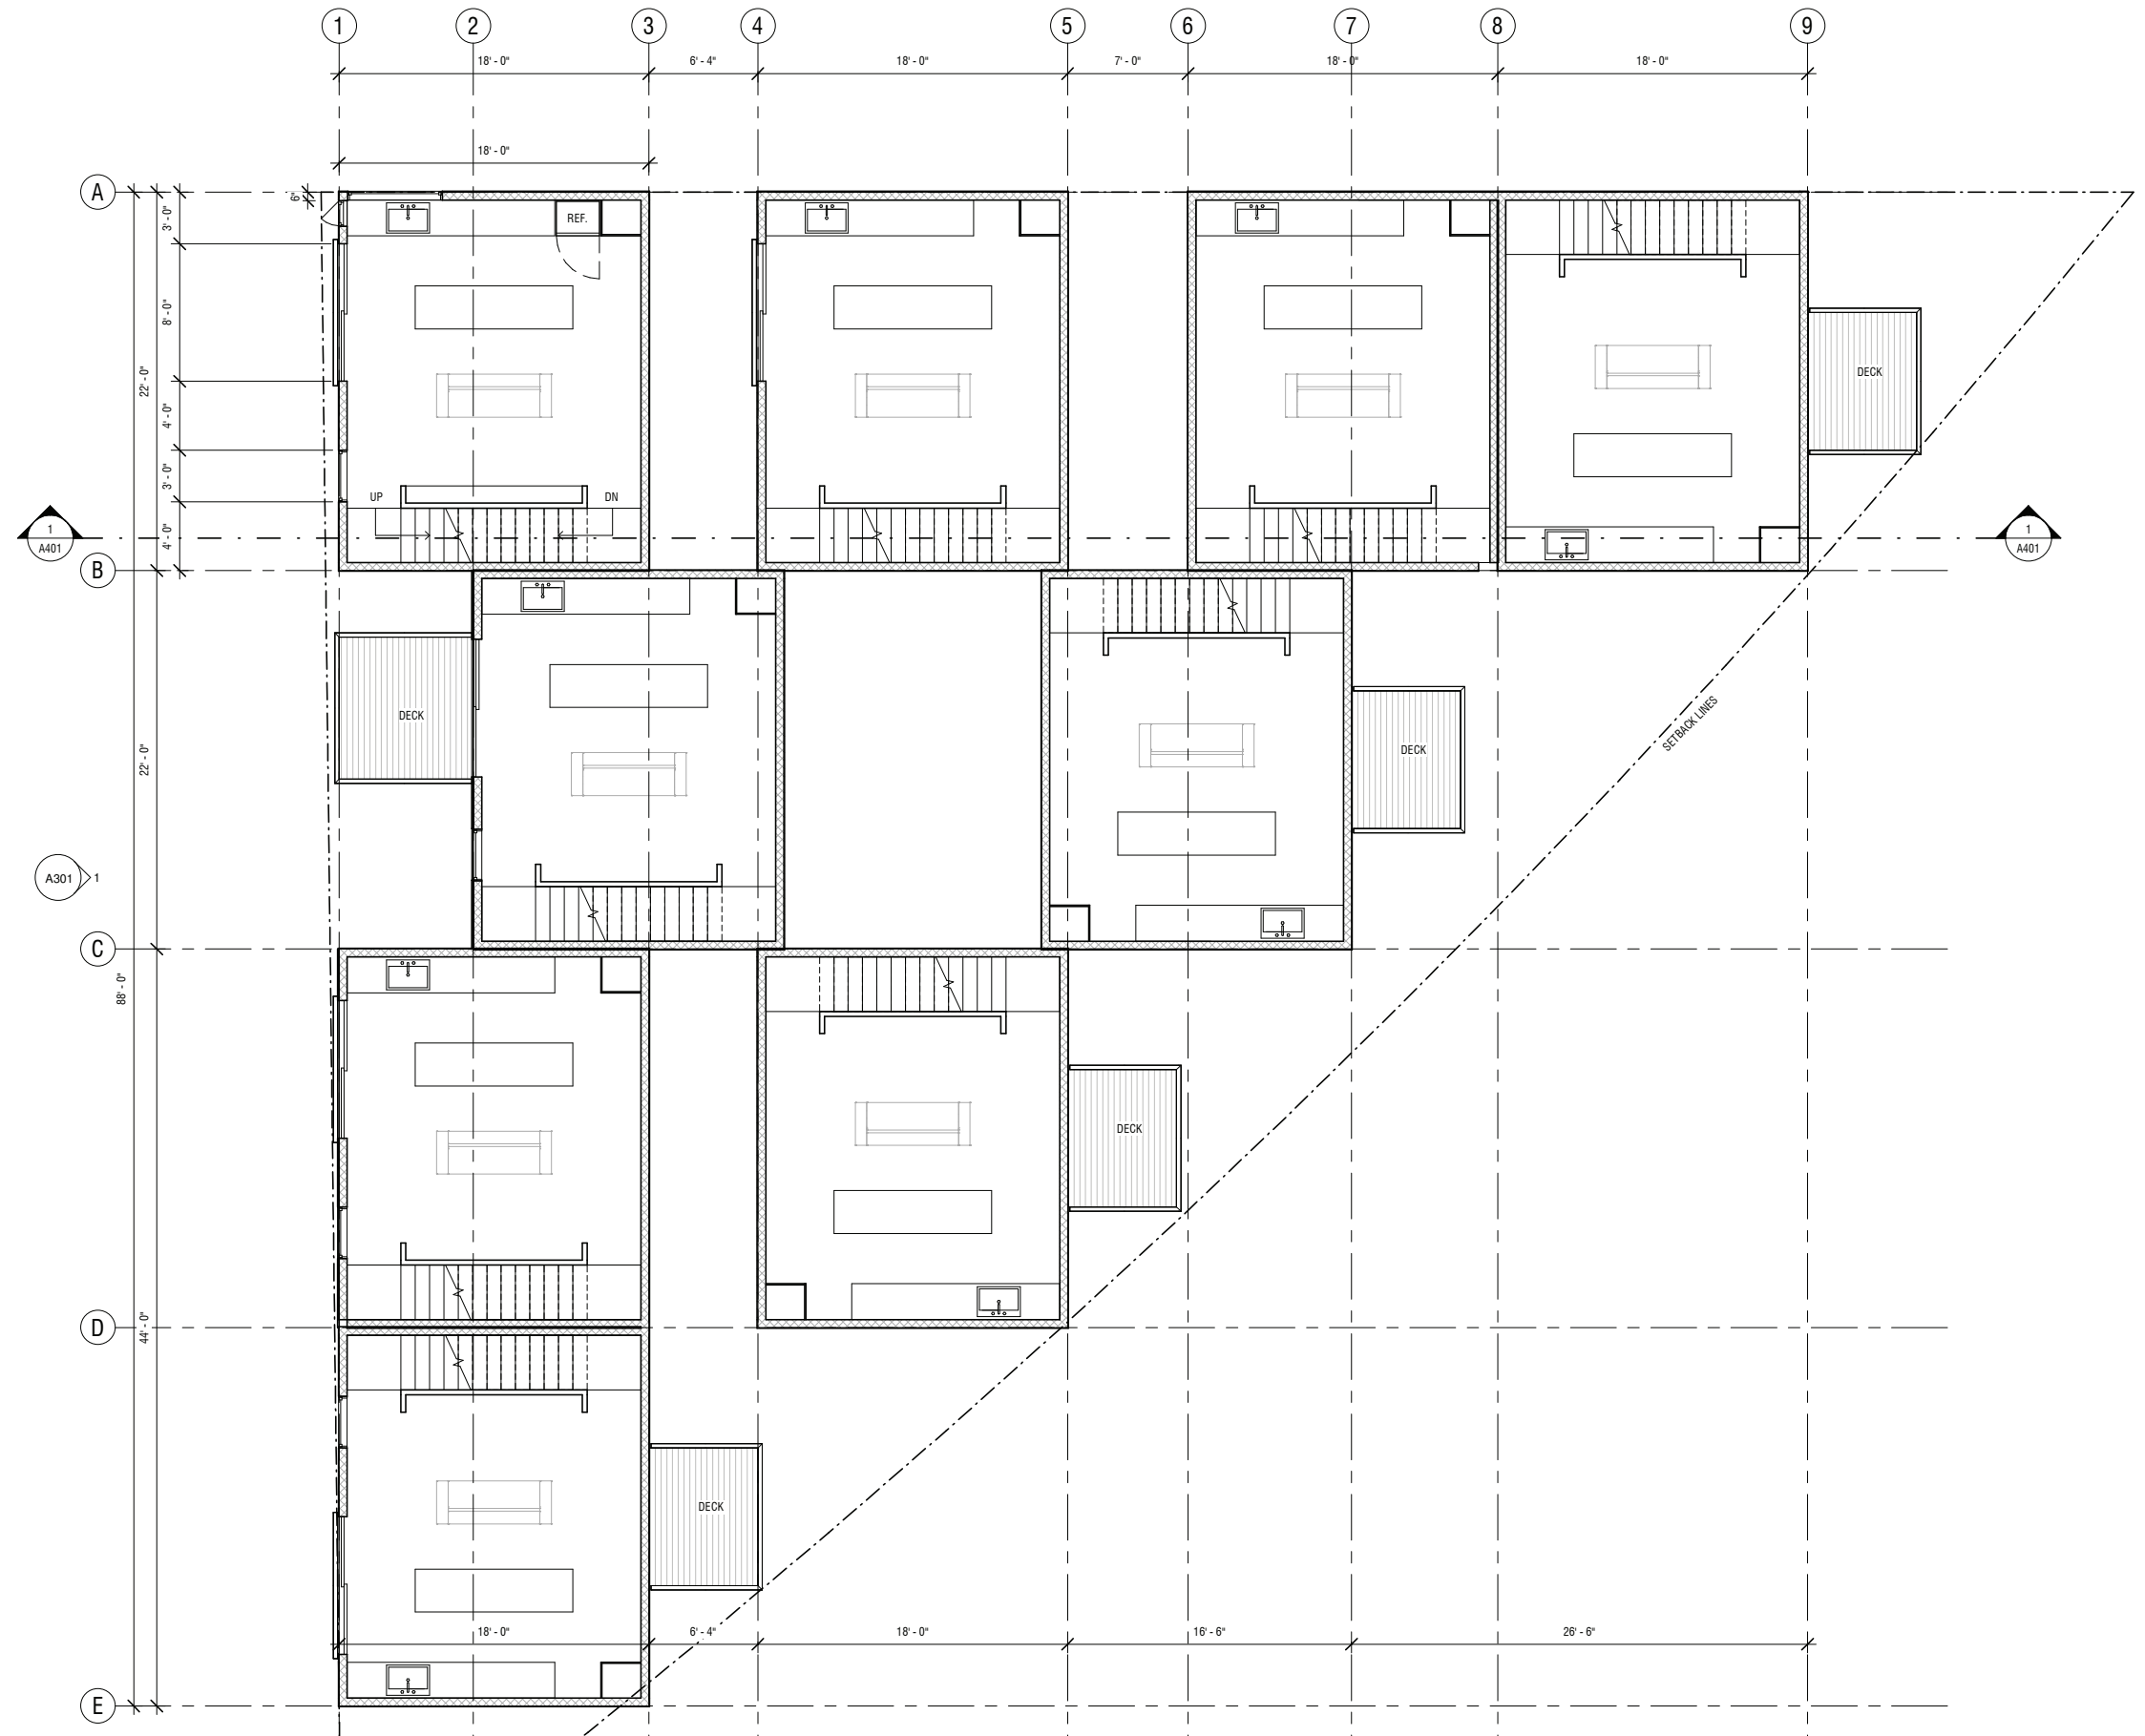 1 2 3 4 5 6 7 8 9
18' - 0" 6' - 4" 18' - 0" 7' - 0" 18' - 0" 18' - 0"
18' - 0"
A
6"
3' - 0"
REF.
8' - 0"
22' - 0"
DECK
4' - 0"
3' - 0"
UP DN
1
A401
4' - 0"
1
A401
B
DECK
SETBACK LINES
22' - 0"
DECK
A301 1
C
88' - 0"
DECK
D
44' - 0"
DECK
18' - 0" 6' - 4" 18' - 0" 16' - 6" 26' - 6"
E